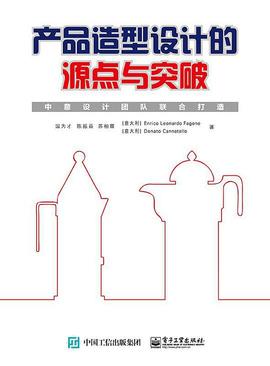 产品造型设计的
源点与突破
中意设计团队联合打造
温为才 陈振益 苏柏霖
(意大利) Enrico Leonardo Fagone
(意大利) Donato Cannatello
著
中国工信出版集团
电子工业出版社